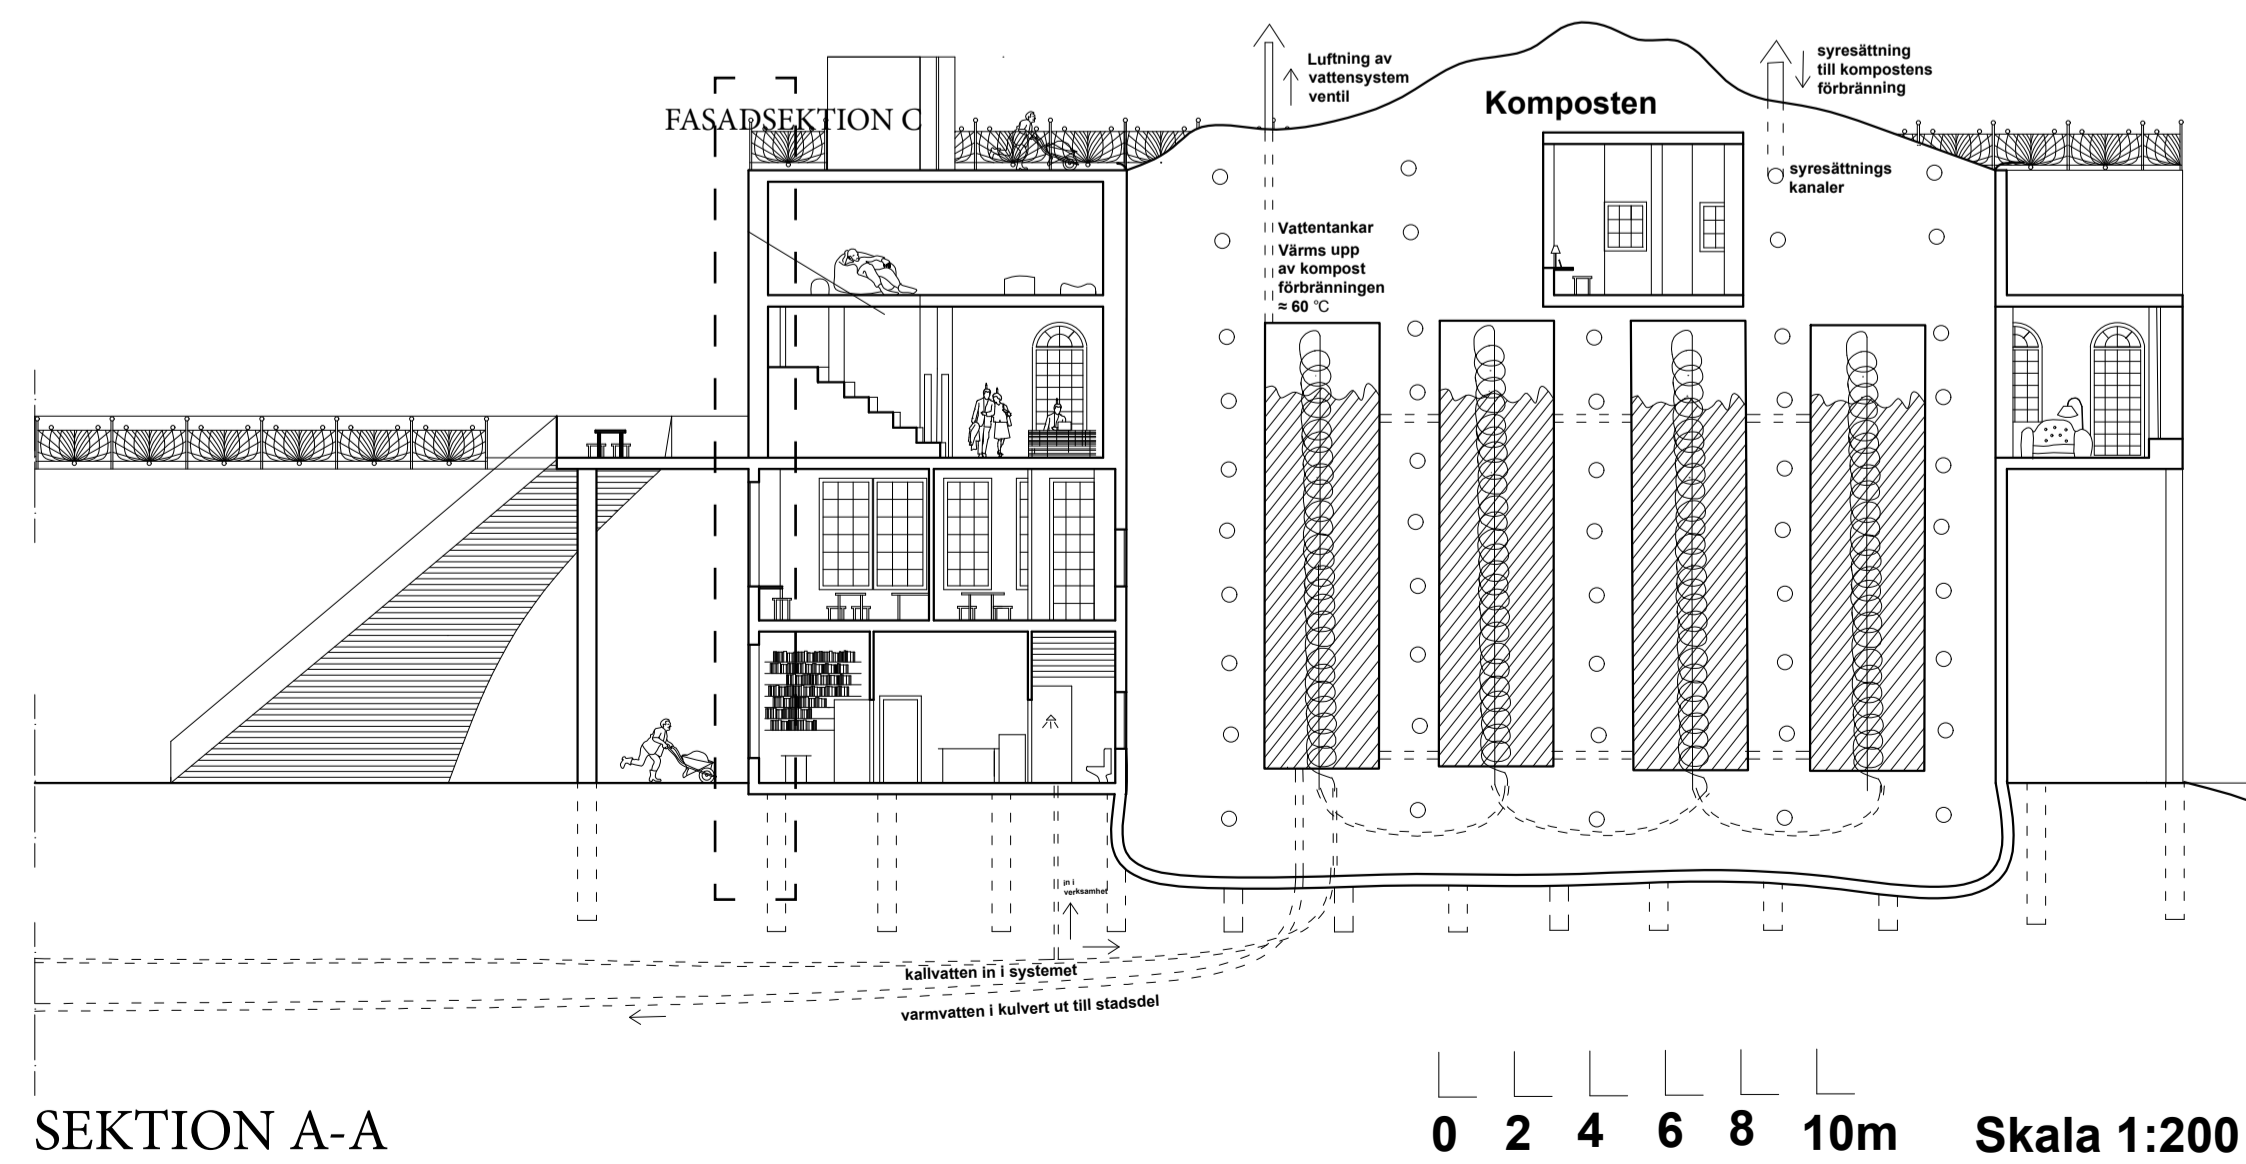 Luftning av
vattensystem
ventil
syresättning
till kompostens
förbränning
Komposten
FASADSEKTION C
syresättnings
kanaler
Vattentankar
Värms upp
av kompost
förbränningen
≈ 60 °C
in i
verksamhet
kallvatten in i systemet
varmvatten i kulvert ut till stadsdel
SEKTION A-A
0 2 4 6 8 10m
Skala 1:200